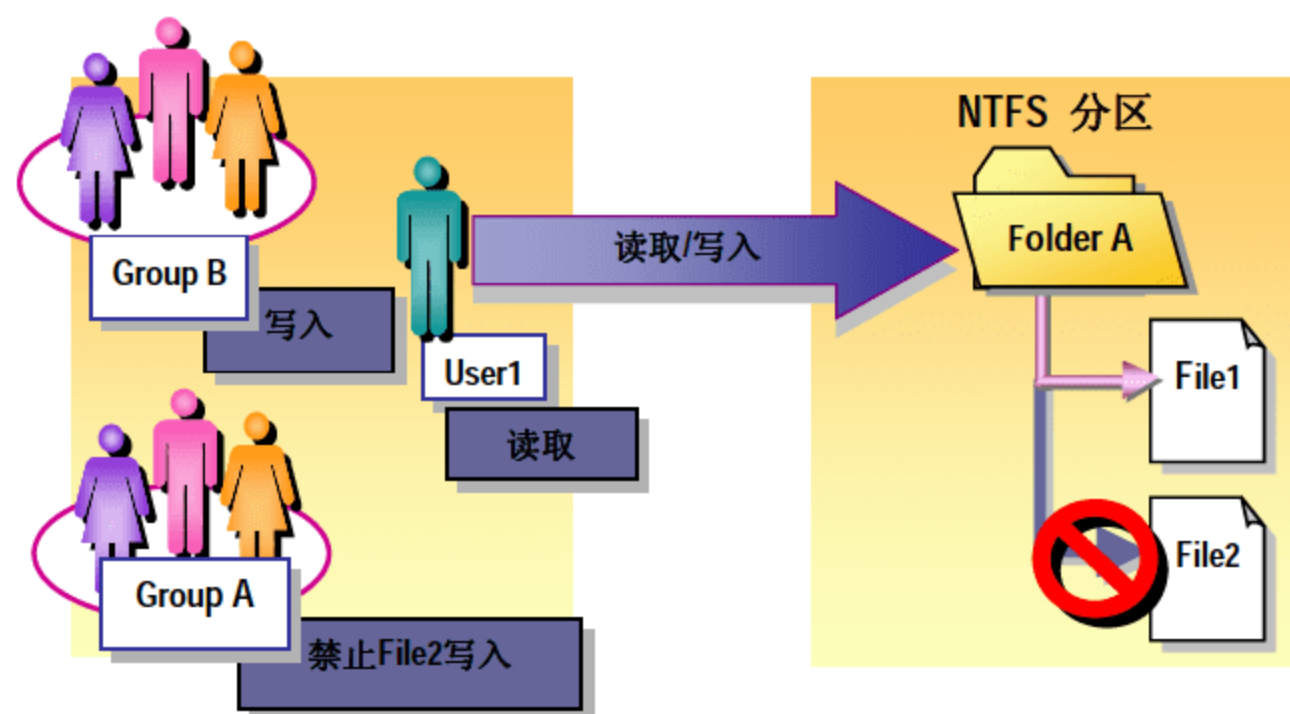 NTFS 分区
Group B
写入
User1
读取
读取/写入
Folder A
File1
File2
Group A
禁止File2写入